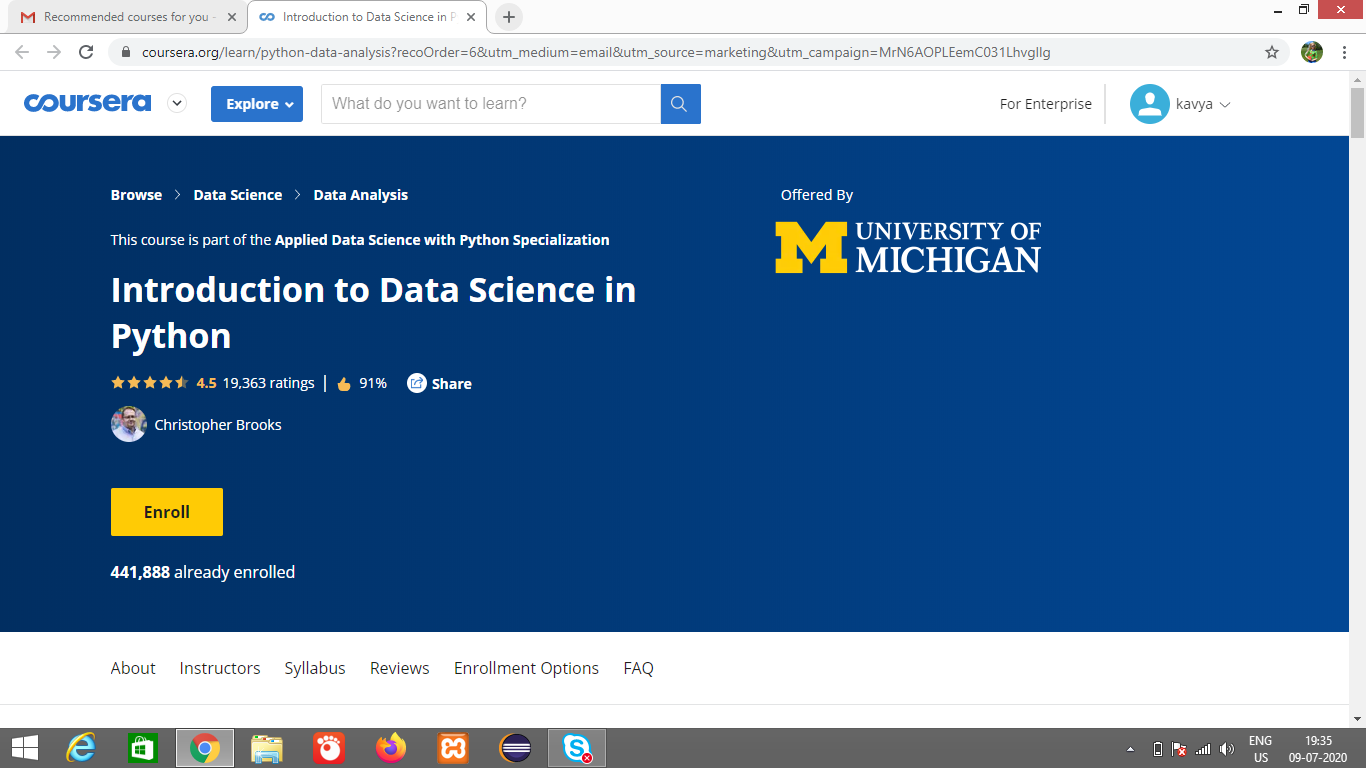 Recommended courses for you -
Introduction to Data Science in P
coursera.org/learn/python-data-analysis?recoOrder=6&utm_medium=email&utm_source=marketing&utm_campaign=MrN6AOPLEemC031Lhvgllg
coursera
Explore
What do you want to learn?
For Enterprise
kavya
Browse > Data Science > Data Analysis
Offered By
UNIVERSITY OF
MICHIGAN
This course is part of the Applied Data Science with Python Specialization
Introduction to Data Science in
Python
4.5 19,363 ratings | 91% Share
Christopher Brooks
Enroll
441,888 already enrolled
About Instructors Syllabus Reviews Enrollment Options FAQ
ENG
US
19:35
09-07-2020